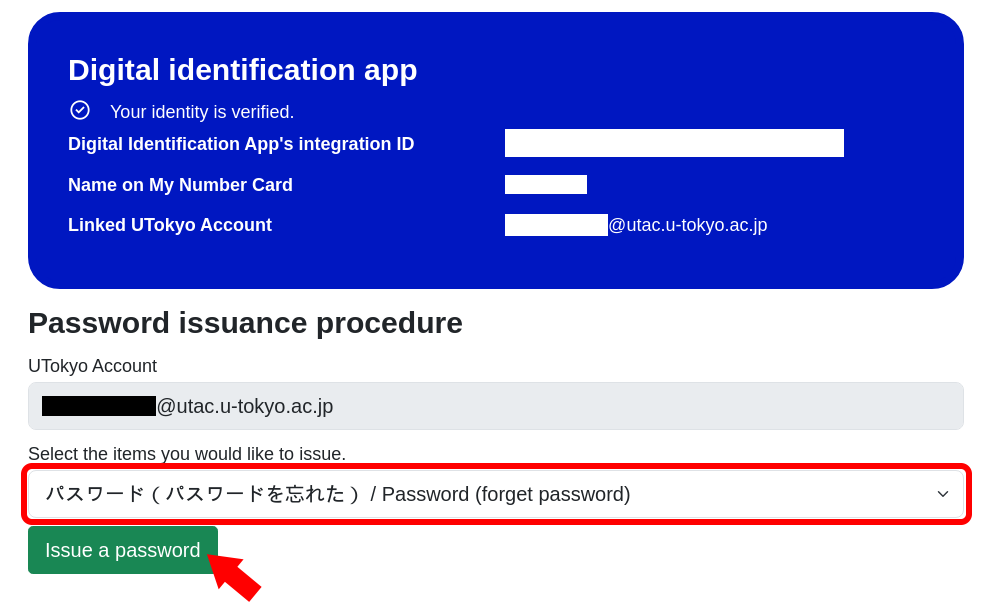 Digital identification app
Your identity is verified.
Digital Identification App's integration ID
Name on My Number Card
Linked UTokyo Account @utac.u-tokyo.ac.jp
Password issuance procedure
UTokyo Account
@utac.u-tokyo.ac.jp
Select the items you would like to issue.
パスワード（パスワードを忘れた） / Password (forget password)
Issue a password